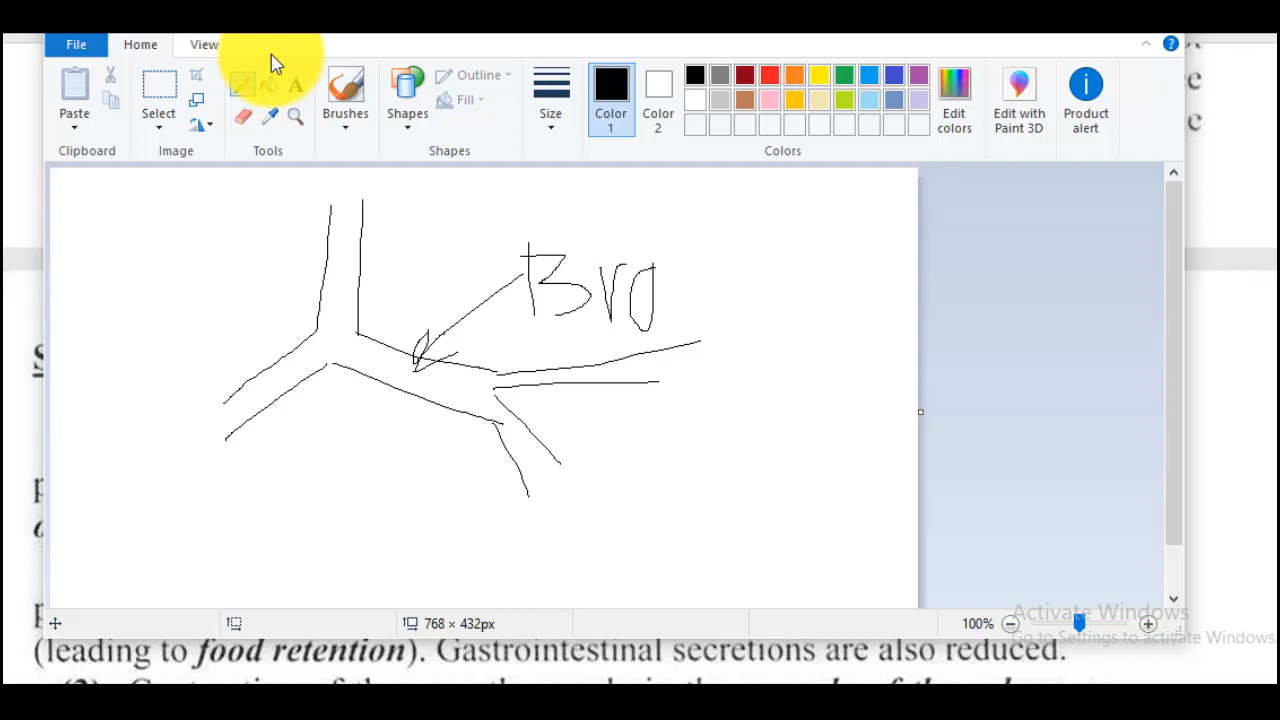 File Home View
Paste Select Brushes Shapes Outline Fill Size Color 1 Color 2 Edit colors Edit with Paint 3D Product alert
Clipboard Image Tools Shapes Colors
Bro
768 × 432px 100%
Activate Windows
Go to Settings to activate Windows
(leading to food retention). Gastrointestinal secretions are also reduced.